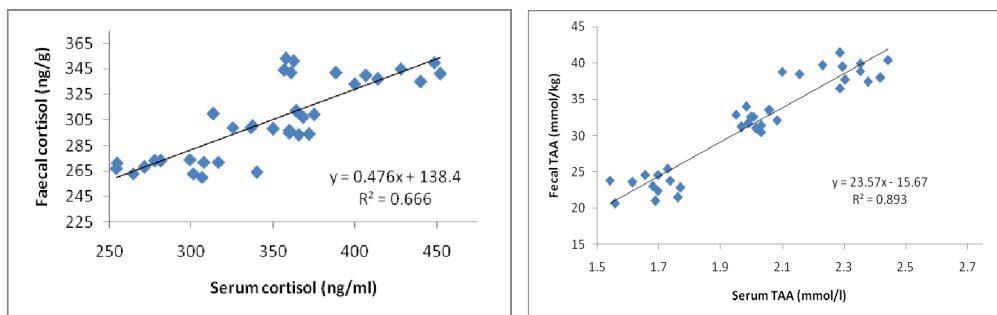 Faecal cortisol (ng/g)
365
345
325
305
285
265
245
225
y = 0.476x + 138.4
R² = 0.666
250 300 350 400 450
Serum cortisol (ng/ml)
Fecal TAA (mmol/kg)
45
40
35
30
25
20
15
y = 23.57x - 15.67
R² = 0.893
1.5 1.7 1.9 2.1 2.3 2.5 2.7
Serum TAA (mmol/l)